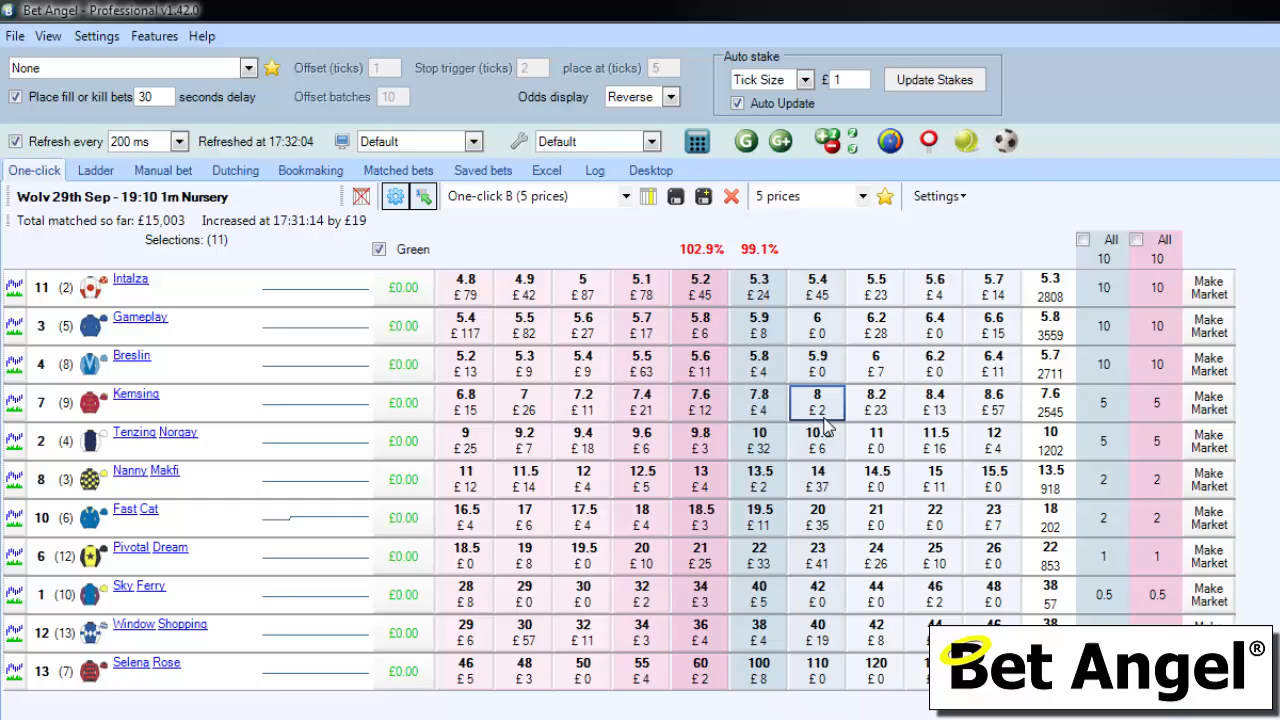 Bet Angel - Professional v1.42.0
File View Settings Features Help
None Offset (ticks) 1 Stop trigger (ticks) 2 place at (ticks) 5
Auto stake
Tick Size £ 1 Update Stakes
Place fill or kill bets 30 seconds delay Offset batches 10 Odds display Reverse
Auto Update
Refresh every 200 ms Refreshed at 17:32:04 Default Default
One-click Ladder Manual bet Dutching Bookmaking Matched bets Saved bets Excel Log Desktop
Wolv 29th Sep - 19:10 1m Nursery One-click B (5 prices) 5 prices Settings
Total matched so far: £15,003 Increased at 17:31:14 by £19
Selections: (11) All All
Green 102.9% 99.1% 10 10
11 (2) Intalza £0.00 4.8 4.9 5 5.1 5.2 5.3 5.4 5.5 5.6 5.7 5.3 10 10 Make Market
£ 79 £ 42 £ 87 £ 78 £ 45 £ 24 £ 45 £ 23 £ 4 £ 14 2808
3 (5) Gameplay £0.00 5.4 5.5 5.6 5.7 5.8 5.9 6 6.2 6.4 6.6 5.8 10 10 Make Market
£ 117 £ 82 £ 27 £ 17 £ 6 £ 8 £ 0 £ 28 £ 0 £ 15 3559
4 (8) Breslin £0.00 5.2 5.3 5.4 5.5 5.6 5.8 5.9 6 6.2 6.4 5.7 10 10 Make Market
£ 13 £ 9 £ 9 £ 63 £ 11 £ 4 £ 0 £ 7 £ 0 £ 11 2711
7 (9) Kemsing £0.00 6.8 7 7.2 7.4 7.6 7.8 8 8.2 8.4 8.6 7.6 5 5 Make Market
£ 15 £ 26 £ 11 £ 21 £ 12 £ 4 £ 2 £ 23 £ 13 £ 57 2545
2 (4) Tenzing Norgay £0.00 9 9.2 9.4 9.6 9.8 10 11 11.5 12 10 5 5 Make Market
£ 25 £ 7 £ 18 £ 6 £ 3 £ 32 £ 6 £ 0 £ 16 £ 4 1202
8 (3) Nanny Makfi £0.00 11 11.5 12 12.5 13 13.5 14 14.5 15 15.5 13.5 2 2 Make Market
£ 12 £ 14 £ 4 £ 5 £ 4 £ 2 £ 37 £ 0 £ 11 £ 0 918
10 (6) Fast Cat £0.00 16.5 17 17.5 18 18.5 19.5 20 21 22 23 18 2 2 Make Market
£ 4 £ 6 £ 4 £ 4 £ 3 £ 11 £ 35 £ 0 £ 0 £ 7 202
6 (12) Pivotal Dream £0.00 18.5 19 19.5 20 21 22 23 24 25 26 22 1 1 Make Market
£ 0 £ 8 £ 0 £ 10 £ 25 £ 33 £ 41 £ 26 £ 10 £ 0 853
1 (10) Sky Ferry £0.00 28 29 30 32 34 40 42 44 46 48 38 0.5 0.5 Make Market
£ 8 £ 0 £ 0 £ 2 £ 3 £ 5 £ 0 £ 0 £ 2 £ 0 57
12 (13) Window Shopping £0.00 29 30 32 34 36 38 40 42 44 46 38 Make
£ 6 £ 57 £ 11 £ 3 £ 4 £ 4 £ 19 £ 8
13 (7) Selena Rose £0.00 46 48 50 55 60 100 110 120
£ 5 £ 3 £ 0 £ 4 £ 2 £ 8 £ 0 £ 0
Bet Angel®